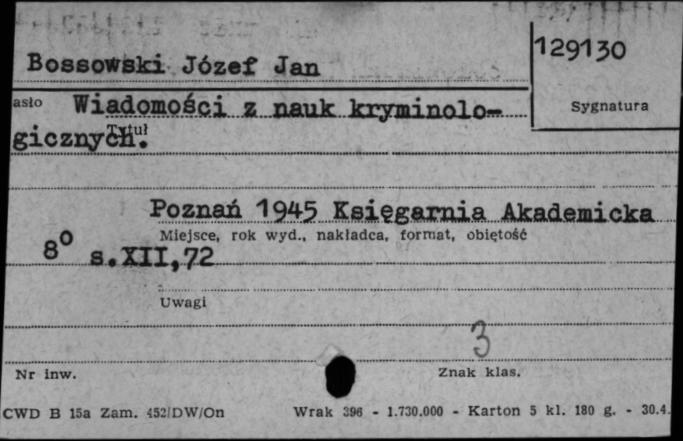 Bossowski Józef Jan
129130
asło Wiadomości z nauk kryminolo-
Sygnatura
gicznych.
Tytuł
Poznań 1945 Księgarnia Akademicka
Miejsce, rok wyd., nakładca, format, objętość
8° s.XII,72
Uwagi
3
Nr inw.
Znak klas.
CWD B 15a Zam. 452/DW/On
Wrak 396 - 1.730.000 - Karton 5 kl. 180 g. - 30.4.